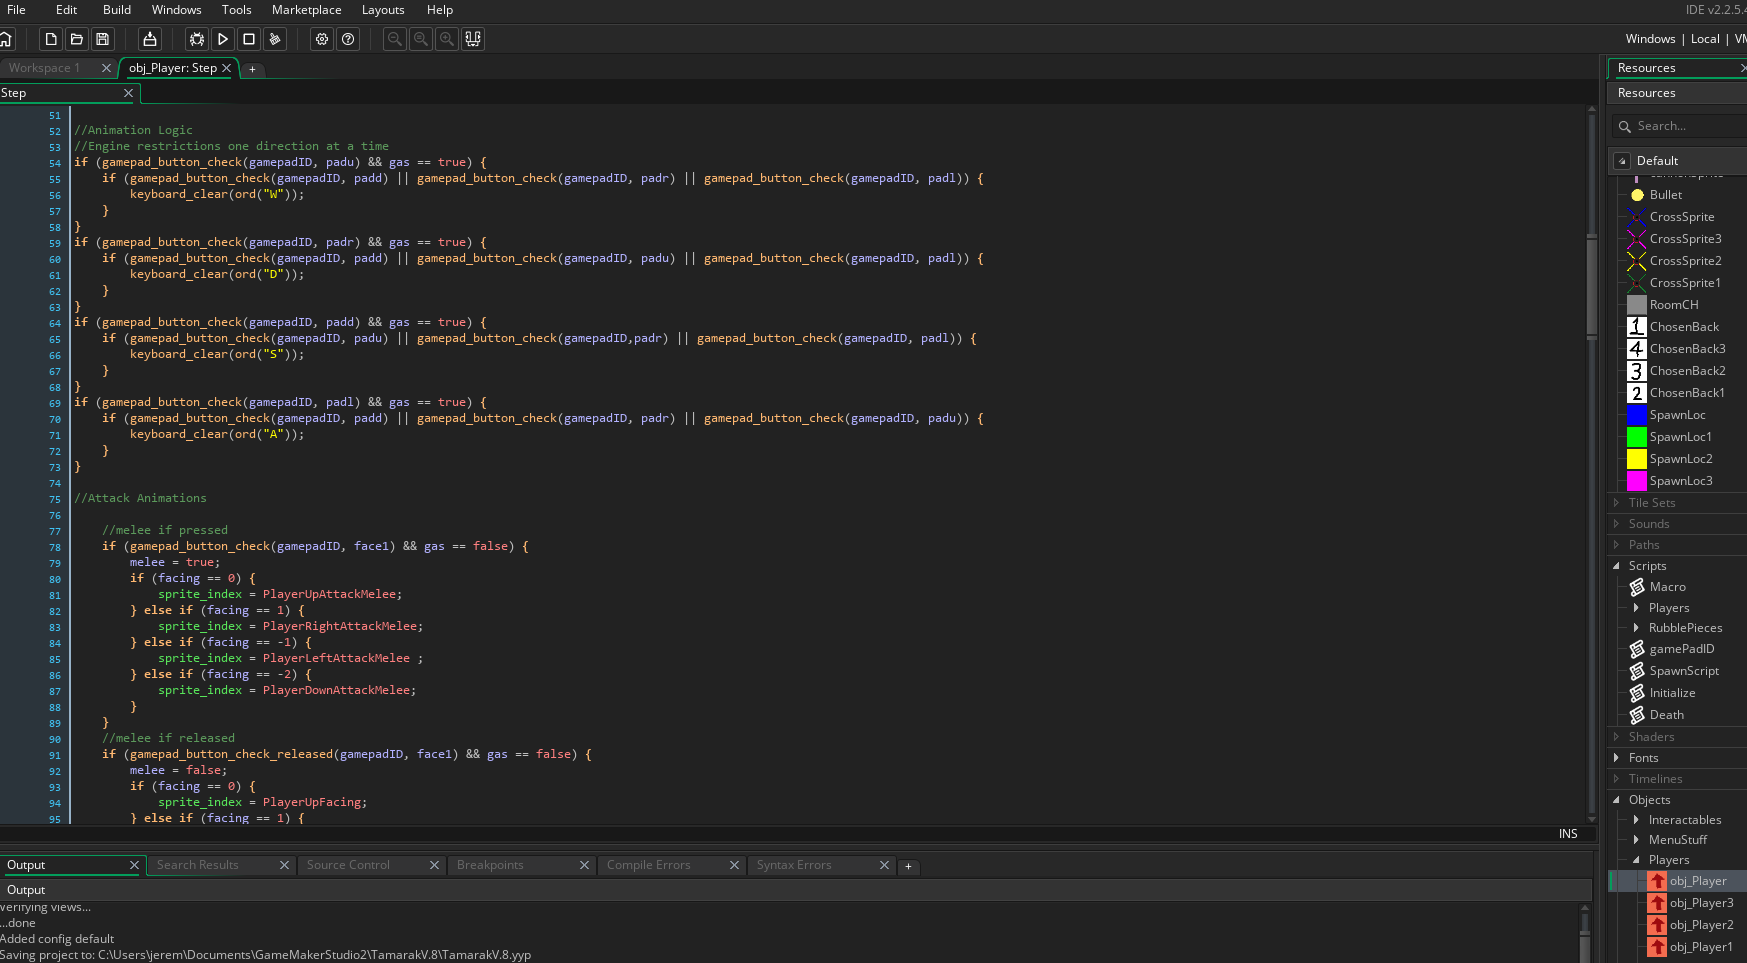 File Edit Build Windows Tools Marketplace Layouts Help
IDE v2.2.5.
Windows | Local | VM
Workspace 1
obj_Player: Step
+
Step
51
52 //Animation Logic
53 //Engine restrictions one direction at a time
54 if (gamepad_button_check(gamepadID, padu) && gas == true) {
55 if (gamepad_button_check(gamepadID, padd) || gamepad_button_check(gamepadID, padr) || gamepad_button_check(gamepadID, padl)) {
56 keyboard_clear(ord("W"));
57 }
58 }
59 if (gamepad_button_check(gamepadID, padr) && gas == true) {
60 if (gamepad_button_check(gamepadID, padd) || gamepad_button_check(gamepadID, padu) || gamepad_button_check(gamepadID, padl)) {
61 keyboard_clear(ord("D"));
62 }
63 }
64 if (gamepad_button_check(gamepadID, padd) && gas == true) {
65 if (gamepad_button_check(gamepadID, padu) || gamepad_button_check(gamepadID,padr) || gamepad_button_check(gamepadID, padl)) {
66 keyboard_clear(ord("S"));
67 }
68 }
69 if (gamepad_button_check(gamepadID, padl) && gas == true) {
70 if (gamepad_button_check(gamepadID, padd) || gamepad_button_check(gamepadID, padr) || gamepad_button_check(gamepadID, padu)) {
71 keyboard_clear(ord("A"));
72 }
73 }
74
75 //Attack Animations
76
77 //melee if pressed
78 if (gamepad_button_check(gamepadID, face1) && gas == false) {
79 melee = true;
80 if (facing == 0) {
81 sprite_index = PlayerUpAttackMelee;
82 } else if (facing == 1) {
83 sprite_index = PlayerRightAttackMelee;
84 } else if (facing == -1) {
85 sprite_index = PlayerLeftAttackMelee ;
86 } else if (facing == -2) {
87 sprite_index = PlayerDownAttackMelee;
88 }
89 }
90 //melee if released
91 if (gamepad_button_check_released(gamepadID, face1) && gas == false) {
92 melee = false;
93 if (facing == 0) {
94 sprite_index = PlayerUpFacing;
95 } else if (facing == 1) {
INS
Output
Search Results
Source Control
Breakpoints
Compile Errors
Syntax Errors
+
Output
Verifying views...
...done
Added config default
Saving project to: C:\Users\jerem\Documents\GameMakerStudio2\TamarakV.8\TamarakV.8.yyp
Resources
Resources
Search...
Default
Bullet
CrossSprite
CrossSprite3
CrossSprite2
CrossSprite1
RoomCH
1 ChosenBack
4 ChosenBack3
3 ChosenBack2
2 ChosenBack1
SpawnLoc
SpawnLoc1
SpawnLoc2
SpawnLoc3
Tile Sets
Sounds
Paths
Scripts
Macro
Players
RubblePieces
gamePadID
SpawnScript
Initialize
Death
Shaders
Fonts
Timelines
Objects
Interactables
MenuStuff
Players
obj_Player
obj_Player3
obj_Player2
obj_Player1